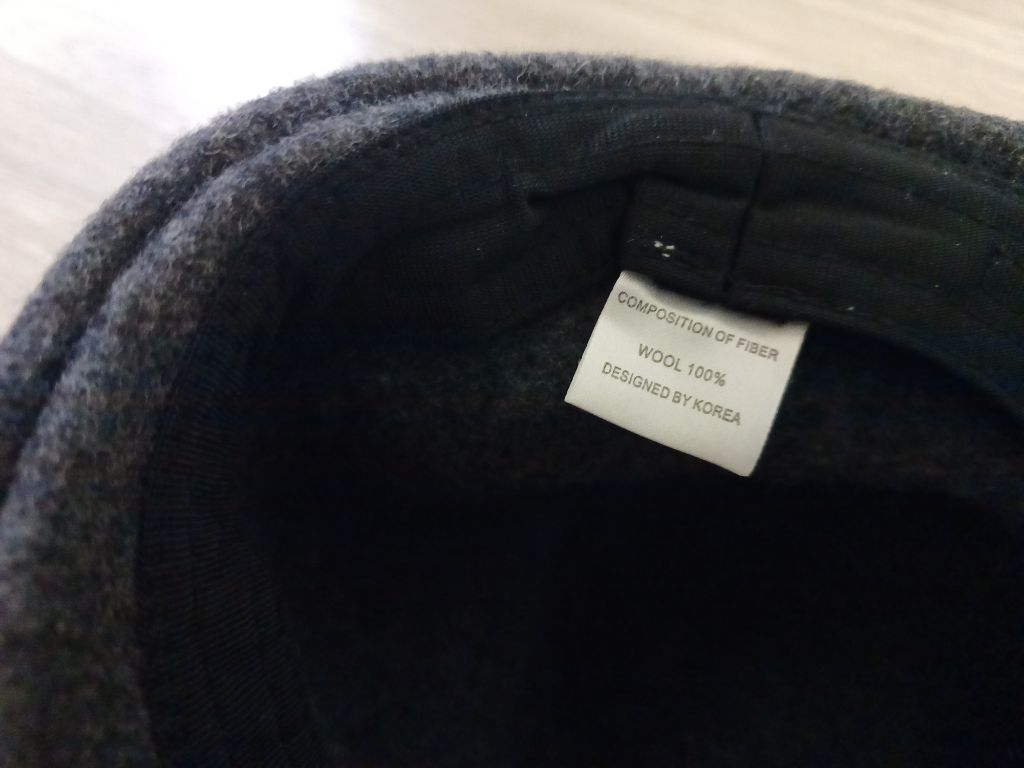 COMPOSITION OF FIBER
WOOL 100%
DESIGNED BY KOREA